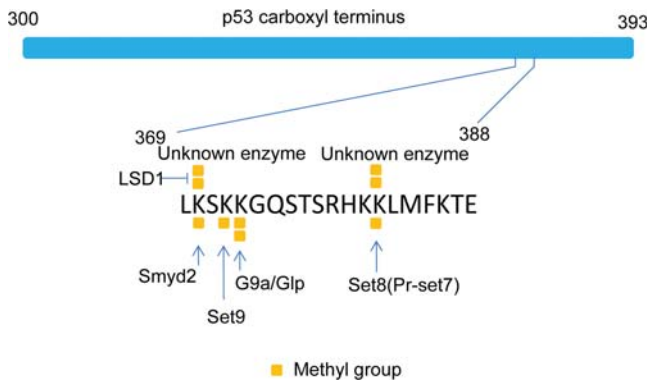 300 p53 carboxyl terminus 393
369 388
Unknown enzyme Unknown enzyme
LSD1
LKSKKGQSTSRHKKLMFKTE
Smyd2 G9a/Glp Set8(Pr-set7)
Set9
Methyl group